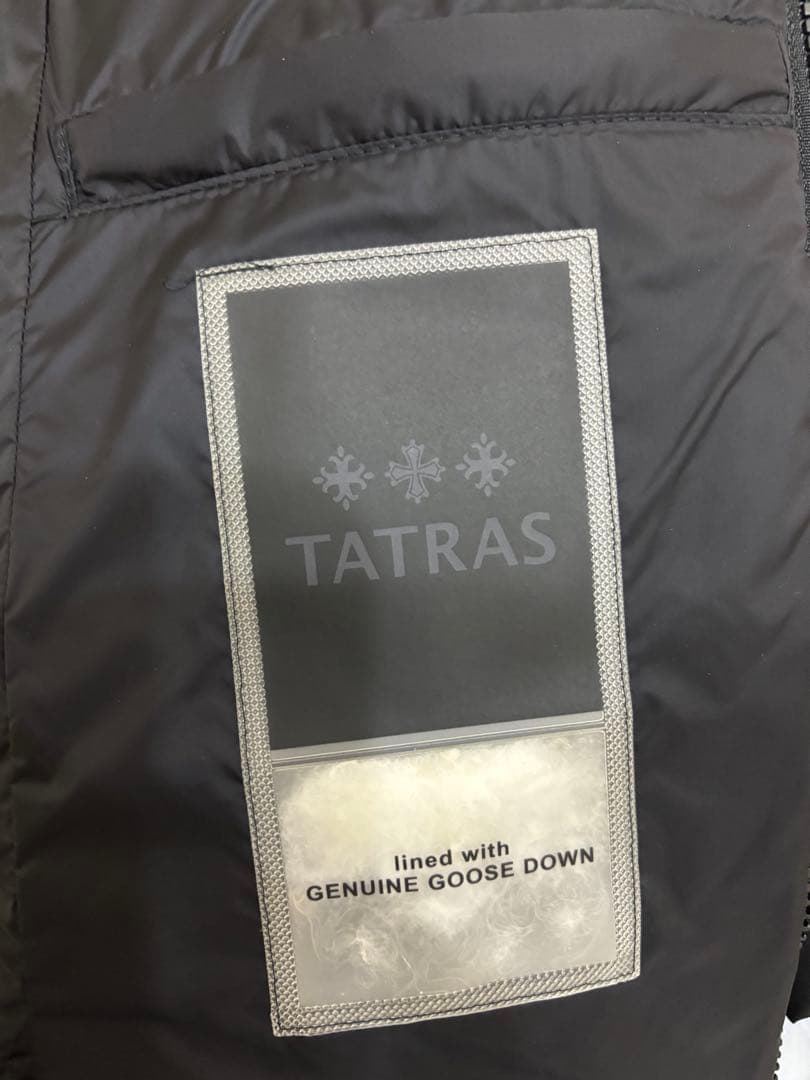 TATRAS
lined with
GENUINE GOOSE DOWN